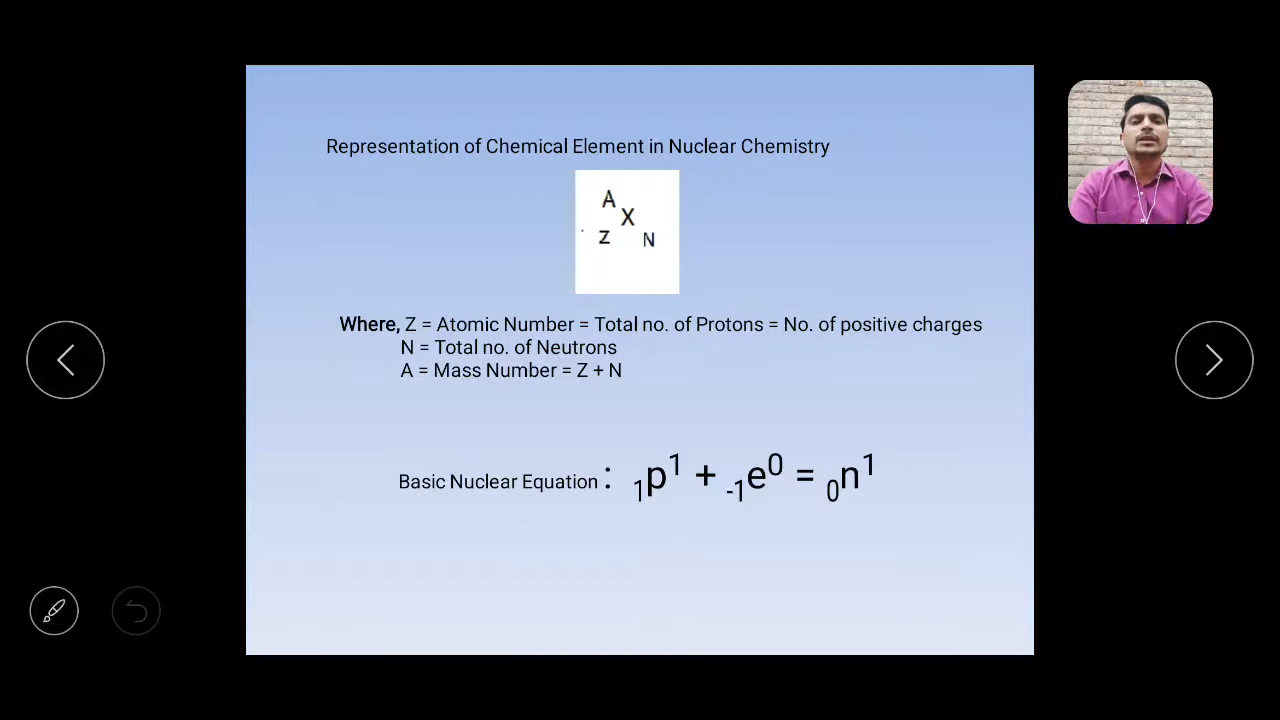 Representation of Chemical Element in Nuclear Chemistry
A
X
Z N
Where, Z = Atomic Number = Total no. of Protons = No. of positive charges
N = Total no. of Neutrons
A = Mass Number = Z + N
Basic Nuclear Equation : ₁p¹ + ₋₁e⁰ = ₀n¹